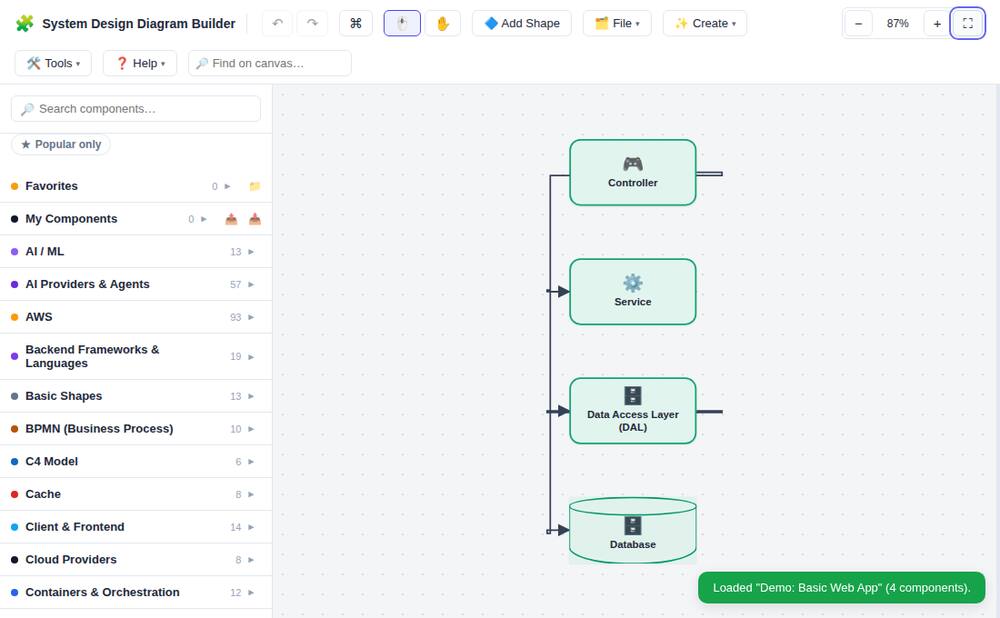 System Design Diagram Builder
Add Shape
File
Create
87%
Tools
Help
Find on canvas…
Search components…
★ Popular only
Favorites 0
My Components 0
AI / ML 13
AI Providers & Agents 57
AWS 93
Backend Frameworks &
Languages 19
Basic Shapes 13
BPMN (Business Process) 10
C4 Model 6
Cache 8
Client & Frontend 14
Cloud Providers 8
Containers & Orchestration 12
Controller
Service
Data Access Layer
(DAL)
Database
Loaded "Demo: Basic Web App" (4 components).